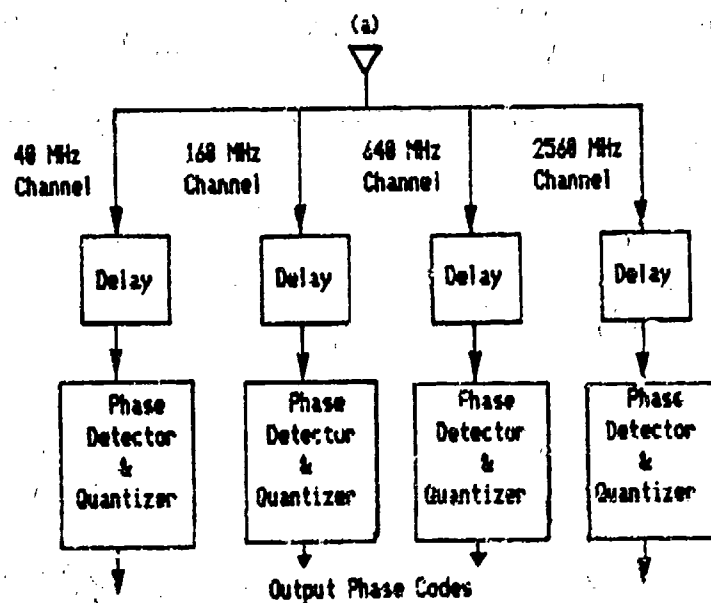 (a)
40 MHz Channel
160 MHz Channel
640 MHz Channel
2560 MHz Channel
Delay
Delay
Delay
Delay
Phase Detector & Quantizer
Phase Detector & Quantizer
Phase Detector & Quantizer
Phase Detector & Quantizer
Output Phase Codes